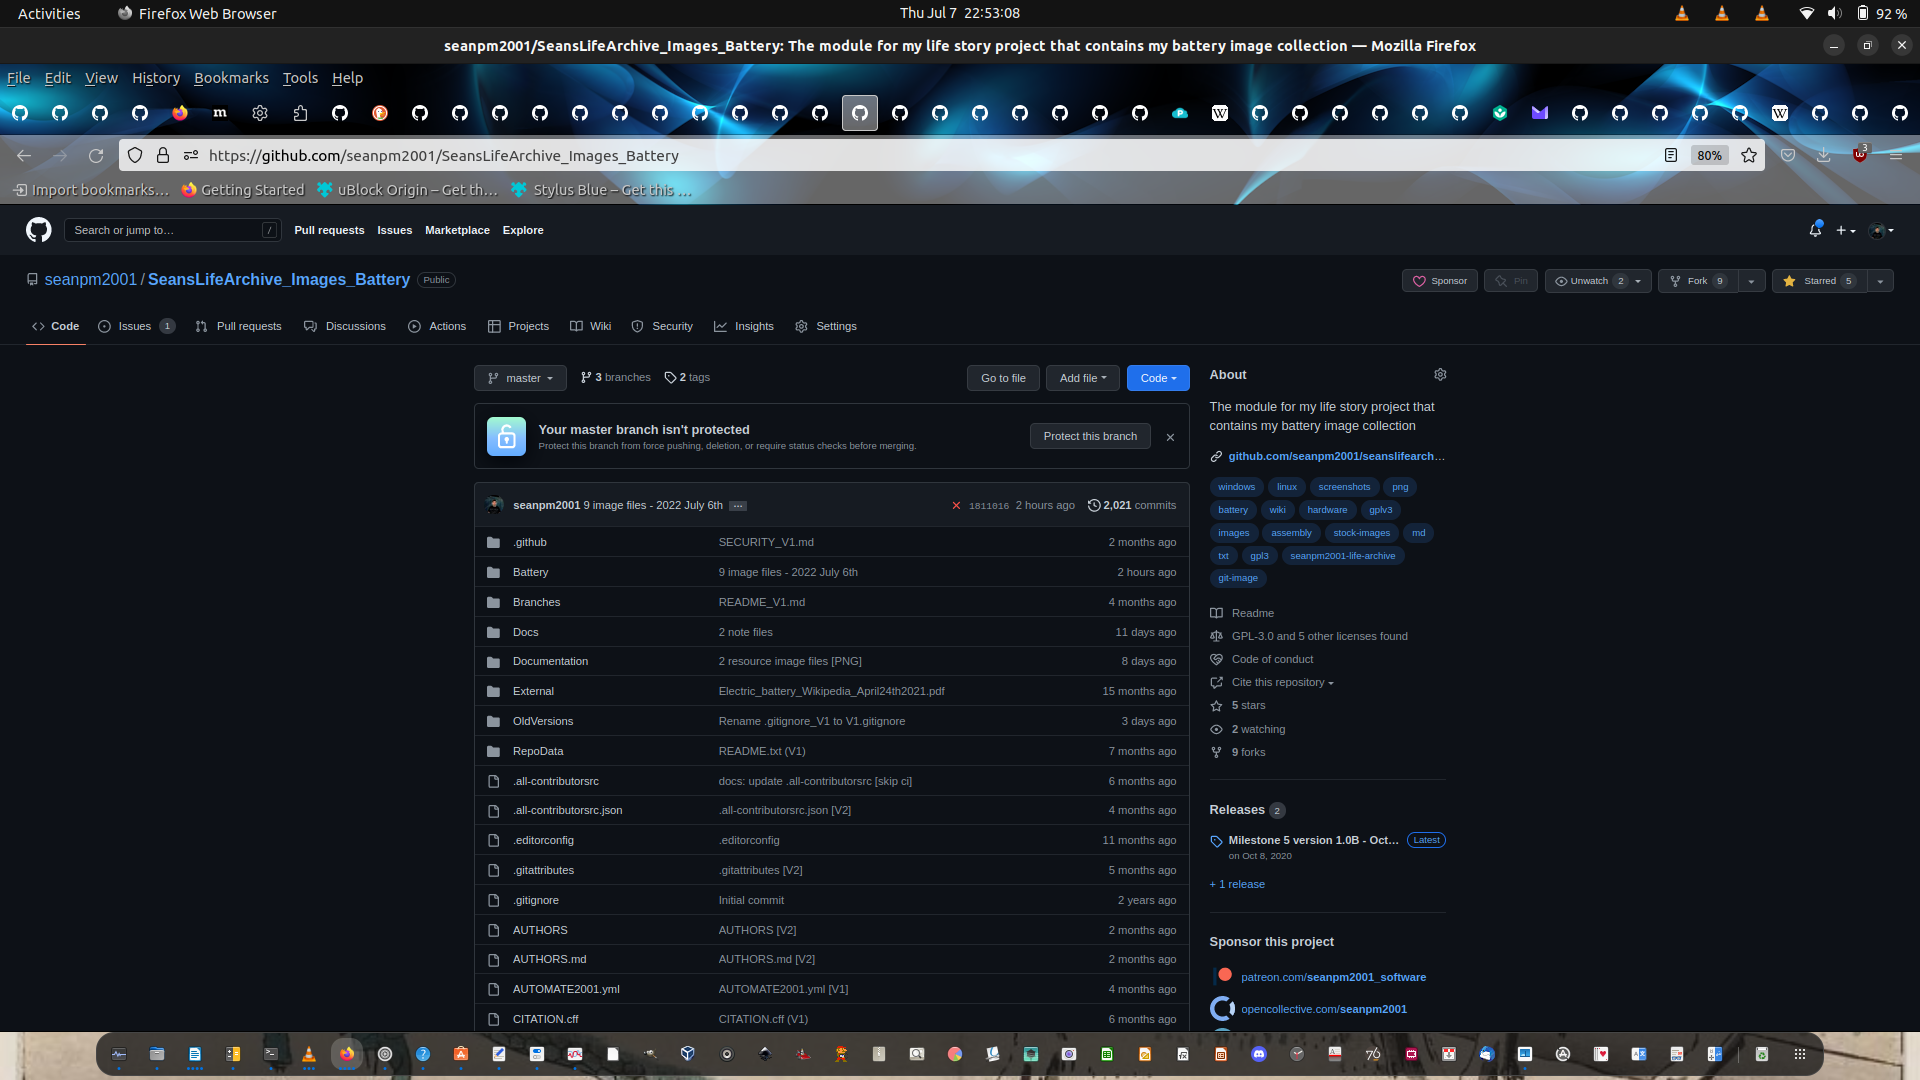 Activities Firefox Web Browser Thu Jul 7 22:53:08 92 %
seanpm2001/SeansLifeArchive_Images_Battery: The module for my life story project that contains my battery image collection — Mozilla Firefox
File Edit View History Bookmarks Tools Help
https://github.com/seanpm2001/SeansLifeArchive_Images_Battery 80% 3
Import bookmarks... Getting Started uBlock Origin – Get th... Stylus Blue – Get this ...
Search or jump to... / Pull requests Issues Marketplace Explore
seanpm2001 / SeansLifeArchive_Images_Battery Public Sponsor Pin Unwatch 2 Fork 9 Starred 5
Code Issues 1 Pull requests Discussions Actions Projects Wiki Security Insights Settings
master 3 branches 2 tags Go to file Add file Code
Your master branch isn't protected
Protect this branch from force pushing, deletion, or require status checks before merging.
Protect this branch
seanpm2001 9 image files - 2022 July 6th ... 1811016 2 hours ago 2,021 commits
.github SECURITY_V1.md 2 months ago
Battery 9 image files - 2022 July 6th 2 hours ago
Branches README_V1.md 4 months ago
Docs 2 note files 11 days ago
Documentation 2 resource image files [PNG] 8 days ago
External Electric_battery_Wikipedia_April24th2021.pdf 15 months ago
OldVersions Rename .gitignore_V1 to V1.gitignore 3 days ago
RepoData README.txt (V1) 7 months ago
.all-contributorsrc docs: update .all-contributorsrc [skip ci] 6 months ago
.all-contributorsrc.json .all-contributorsrc.json [V2] 4 months ago
.editorconfig .editorconfig 11 months ago
.gitattributes .gitattributes [V2] 5 months ago
.gitignore Initial commit 2 years ago
AUTHORS AUTHORS [V2] 2 months ago
AUTHORS.md AUTHORS.md [V2] 2 months ago
AUTOMATE2001.yml AUTOMATE2001.yml [V1] 4 months ago
CITATION.cff CITATION.cff (V1) 6 months ago
About
The module for my life story project that
contains my battery image collection
github.com/seanpm2001/seanslifearch...
windows linux screenshots png
battery wiki hardware gplv3
images assembly stock-images md
txt gpl3 seanpm2001-life-archive
git-image
Readme
GPL-3.0 and 5 other licenses found
Code of conduct
Cite this repository
5 stars
2 watching
9 forks
Releases 2
Milestone 5 version 1.0B - Oct... Latest
on Oct 8, 2020
+ 1 release
Sponsor this project
patreon.com/seanpm2001_software
opencollective.com/seanpm2001